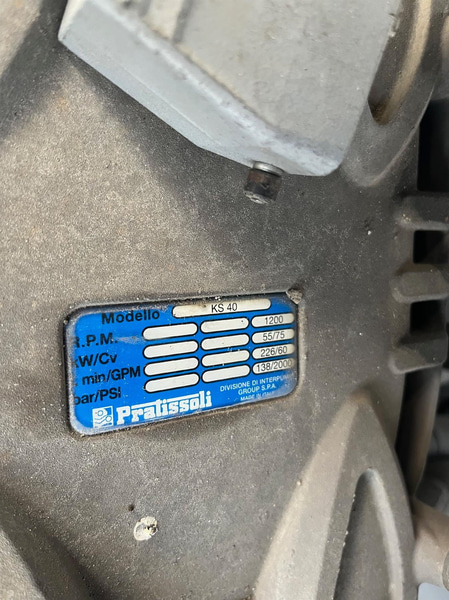 Modello KS 40
R.P.M. 1200
kW/Cv 55/75
min/GPM 226/60
bar/PSI 138/2000
Pratissoli
DIVISIONE DI INTERPUMP
GROUP S.P.A.
MADE IN ITALY